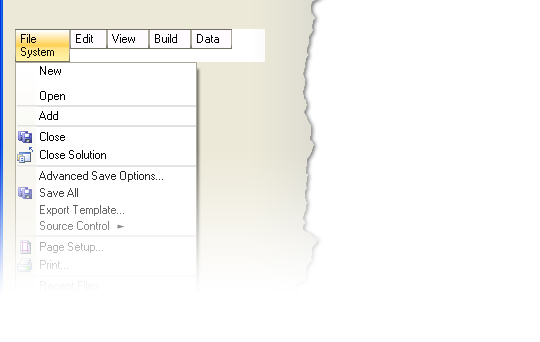 File Edit View Build Data
System
New
Open
Add
Close
Close Solution
Advanced Save Options...
Save All
Export Template...
Source Control
Page Setup...
Print...
Recent Files